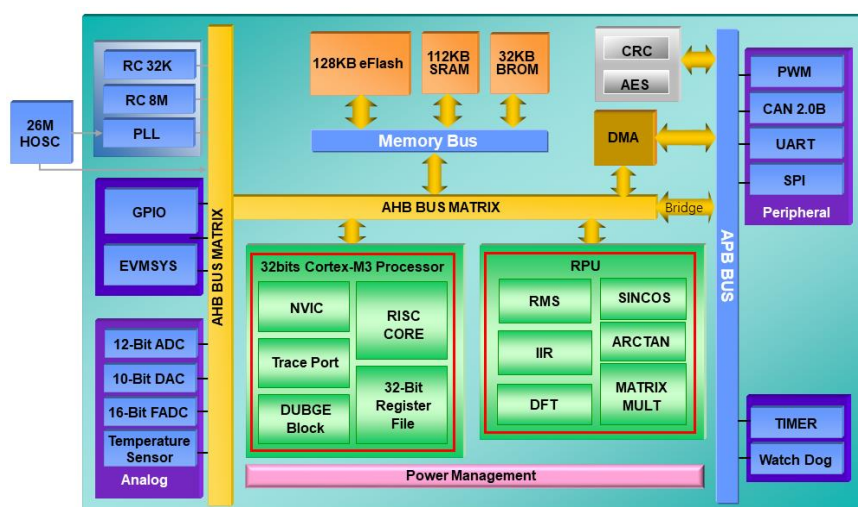 RC 32K
RC 8M
PLL
26M
HOSC
128KB eFlash
112KB
SRAM
32KB
BROM
Memory Bus
CRC
AES
DMA
PWM
CAN 2.0B
UART
SPI
Peripheral
GPIO
EVMSYS
AHB BUS MATRIX
AHB BUS MATRIX
Bridge
APB BUS
32bits Cortex-M3 Processor
NVIC
Trace Port
DUBGE
Block
RISC
CORE
32-Bit
Register
File
RPU
RMS
IIR
DFT
SINCOS
ARCTAN
MATRIX
MULT
12-Bit ADC
10-Bit DAC
16-Bit FADC
Temperature
Sensor
Analog
Power Management
TIMER
Watch Dog